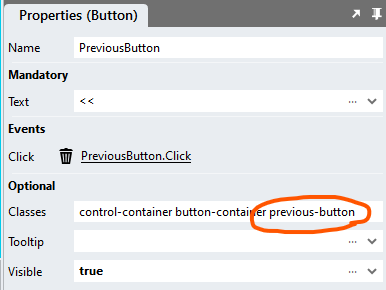 Properties (Button)
Name PreviousButton
Mandatory
Text << ...
Events
Click PreviousButton.Click
Optional
Classes control-container button-container previous-button
Tooltip ...
Visible true ...